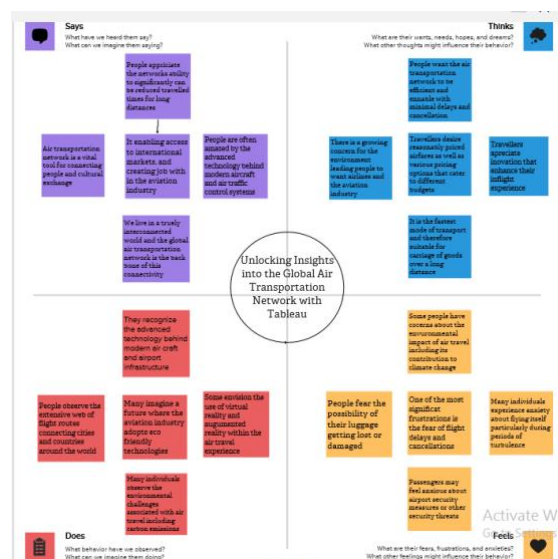 Says
What have we heard them say?
What can we imagine them saying?
People appiciate
the networks ability
to significantly can
be reduced travelled
times for long
distances
Air transportation
network is a vital
tool for connecting
people and cultural
exchange
It enabling access
to international
markets and
creating job with
in the aviation
industry
People are often
amazed by the
advanced
technology behind
modern aircraft
and air traffic
control systems
We live in a truely
interconnected
world and the global
air transportation
network is the back
bone of this
connectivity
Thinks
What are their wants, needs, hopes, and dreams?
What other thoughts might influence their behavior?
People want the air
transportation
network to be
efficient and
ennable with
minimal delays and
cancellation
There is a growing
concern for the
environment
leading people to
want airlines and
the aviation
industry
Travellers desire
reasonably priced
airfares as well as
various pricing
options that cater
to different
budgets
Travellers
apreciate
inovation that
enhance their
inflight
experience
It is the fastest
mode of transport
and therefore
suitable for
carriage of goods
over a long
distance
Unlocking Insights
into the Global Air
Transportation
Network with
Tableau
They recognize
the advanced
technology behind
modern air craft
and airport
infrastructure
People observe the
extensive web of
flight routes
connecting cities
and countries
around the world
Many imagine a
future where the
aviation industry
adopts eco
friendly
technologies
Some envision the
use of virtual
reality and
augmented
reality within the
air travel
experience
Many individuals
observe the
environmental
challenges
associated with air
travel including
carbon emissions
Does
What behavior have we observed?
What can we imagine them doing?
Some people have
cocerns about the
envuronmental
impact of air travel
including its
contribution to
climate change
People fear the
possibility of
their luggage
getting lost or
damaged
One of the most
significat
frustrations is
the fear of flight
delays and
cancellations
Many individuals
experience anxiety
about flying itself
particularly during
periods of
turbulence
Passengers may
feel anxious about
airport security
measures or other
security threats
Activate W
Go to Settings
Feels
What are their fears, frustrations, and anxieties?
What other feelings might influence their behavior?